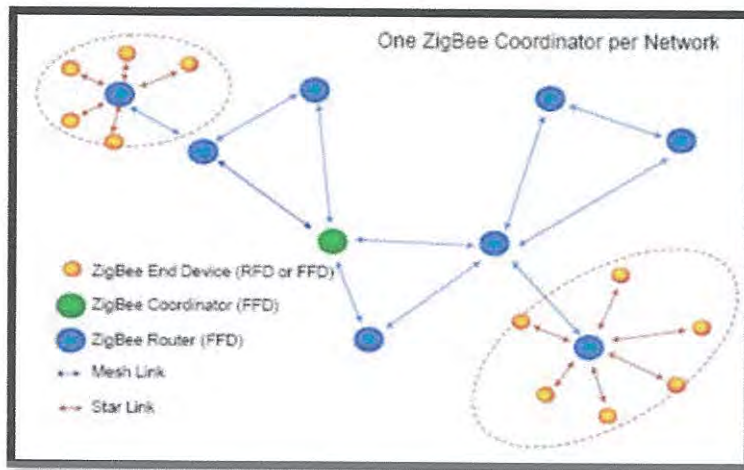 One ZigBee Coordinator per Network
ZigBee End Device (RFD or FFD)
ZigBee Coordinator (FFD)
ZigBee Router (FFD)
Mesh Link
Star Link